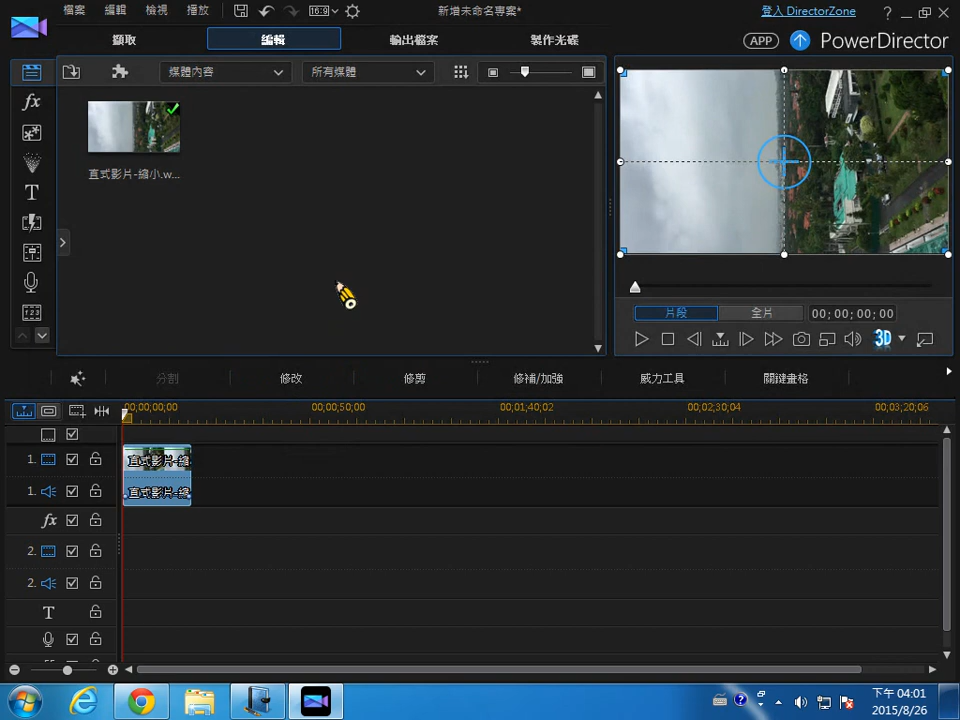 檔案 編輯 檢視 播放 16:9 新增未命名專案* 登入 DirectorZone ?
擷取 編輯 輸出檔案 製作光碟 APP PowerDirector
媒體內容 所有媒體
直式影片-縮小.w...
片段 全片 00; 00; 00; 00
3D
分割 修改 修剪 修補/加強 威力工具 關鍵畫格
00;00;00;00 00;00;50;00 00;01;40;02 00;02;30;04 00;03;20;06
1. 直式影片-縮
1. 直式影片-縮
fx
2.
2.
T
下午 04:01
2015/8/26